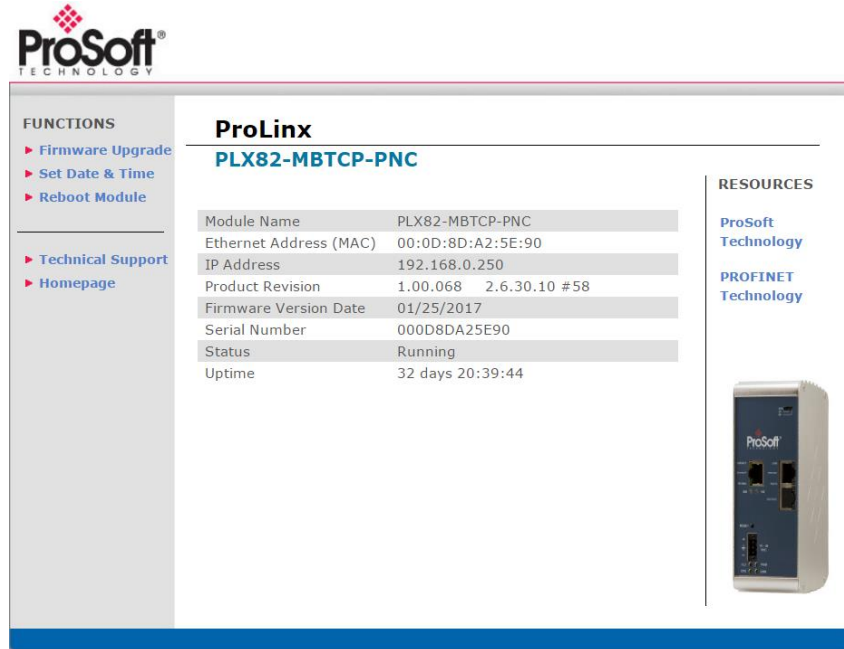 ProSoft®
TECHNOLOGY
FUNCTIONS
Firmware Upgrade
Set Date & Time
Reboot Module
Technical Support
Homepage
ProLinx
PLX82-MBTCP-PNC
Module Name PLX82-MBTCP-PNC
Ethernet Address (MAC) 00:0D:8D:A2:5E:90
IP Address 192.168.0.250
Product Revision 1.00.068 2.6.30.10 #58
Firmware Version Date 01/25/2017
Serial Number 000D8DA25E90
Status Running
Uptime 32 days 20:39:44
RESOURCES
ProSoft
Technology
PROFINET
Technology
ProSoft